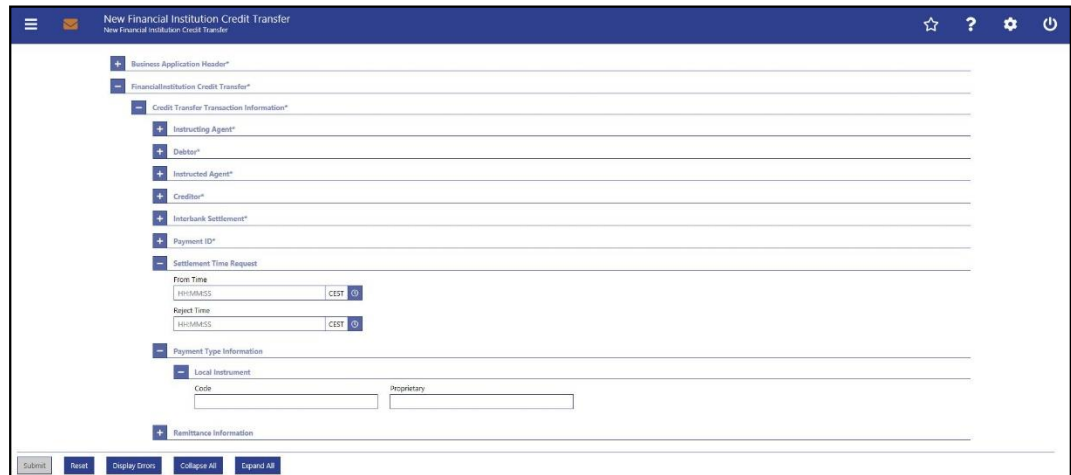 New Financial Institution Credit Transfer
New Financial Institution Credit Transfer
Business Application Header*
FinancialInstitution Credit Transfer*
Credit Transfer Transaction Information*
Instructing Agent*
Debtor*
Instructed Agent*
Creditor*
Interbank Settlement*
Payment ID*
Settlement Time Request
From Time
HH:MM:SS CEST
Reject Time
HH:MM:SS CEST
Payment Type Information
Local Instrument
Code Proprietary
Remittance Information
Submit Reset Display Errors Collapse All Expand All